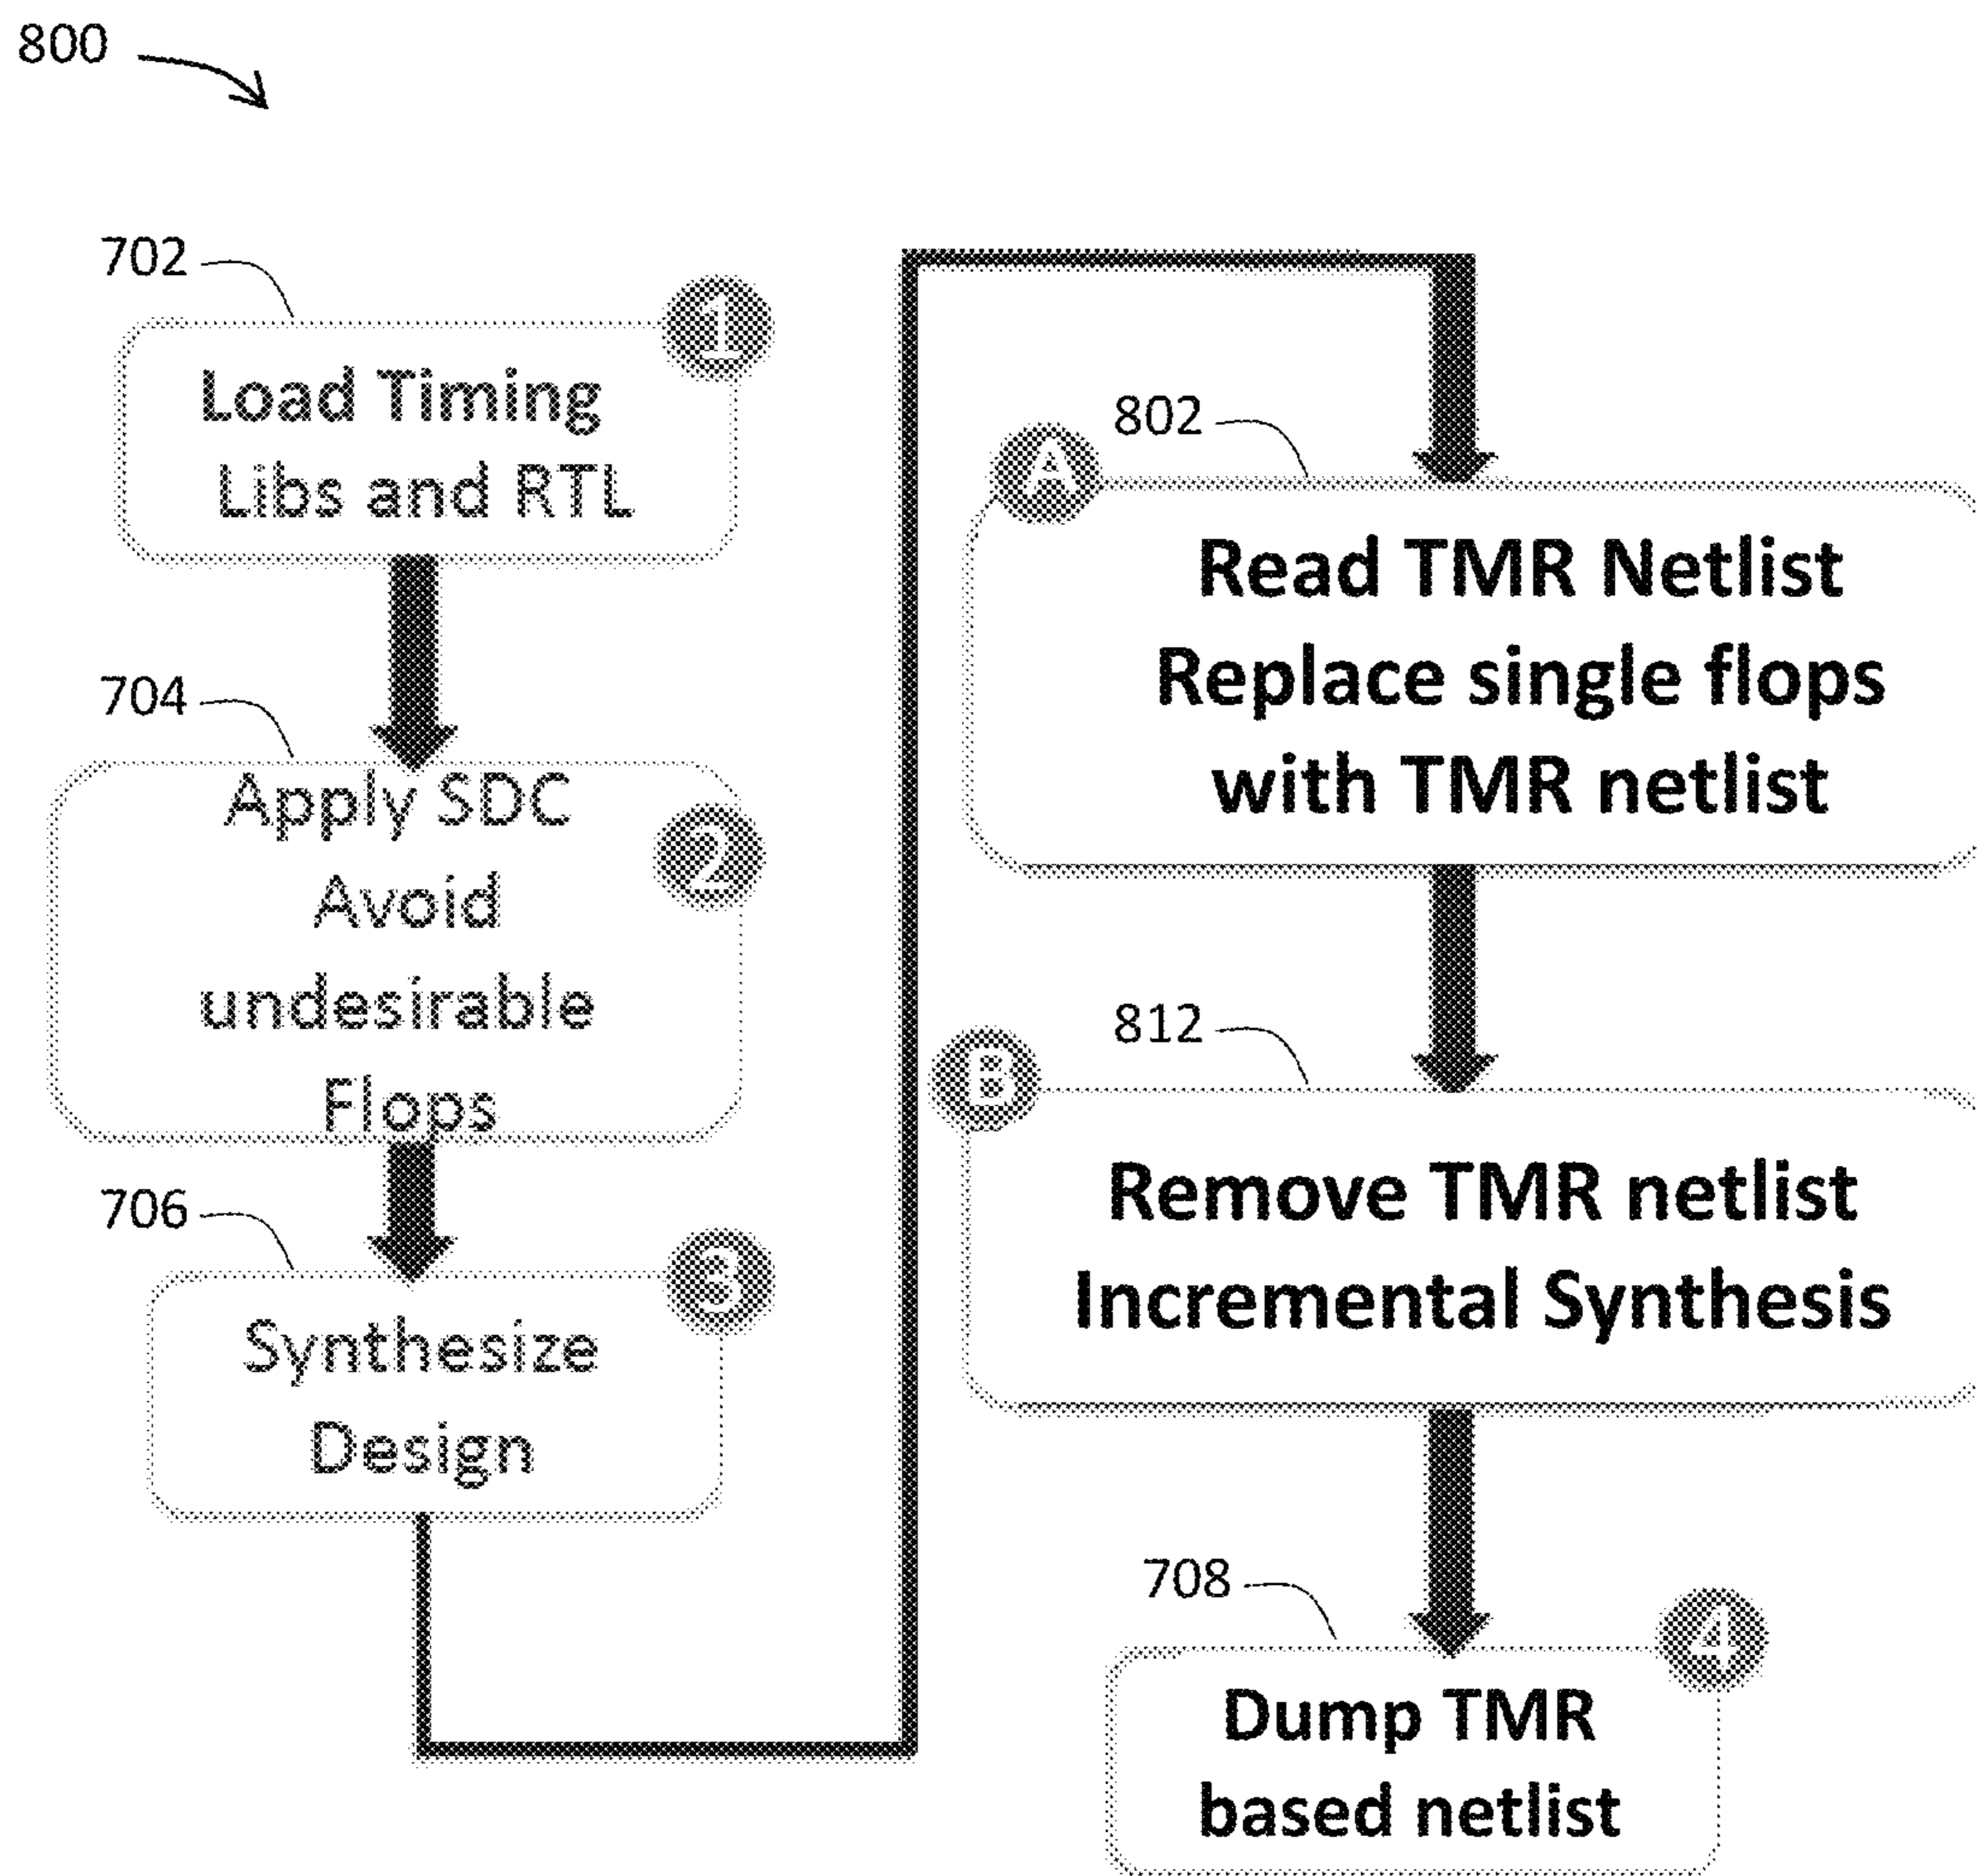 800
702
1
Load Timing
Libs and RTL
704
2
Apply SDC
Avoid
undesirable
Flops
706
3
Synthesize
Design
802
A
Read TMR Netlist
Replace single flops
with TMR netlist
812
B
Remove TMR netlist
Incremental Synthesis
708
4
Dump TMR
based netlist